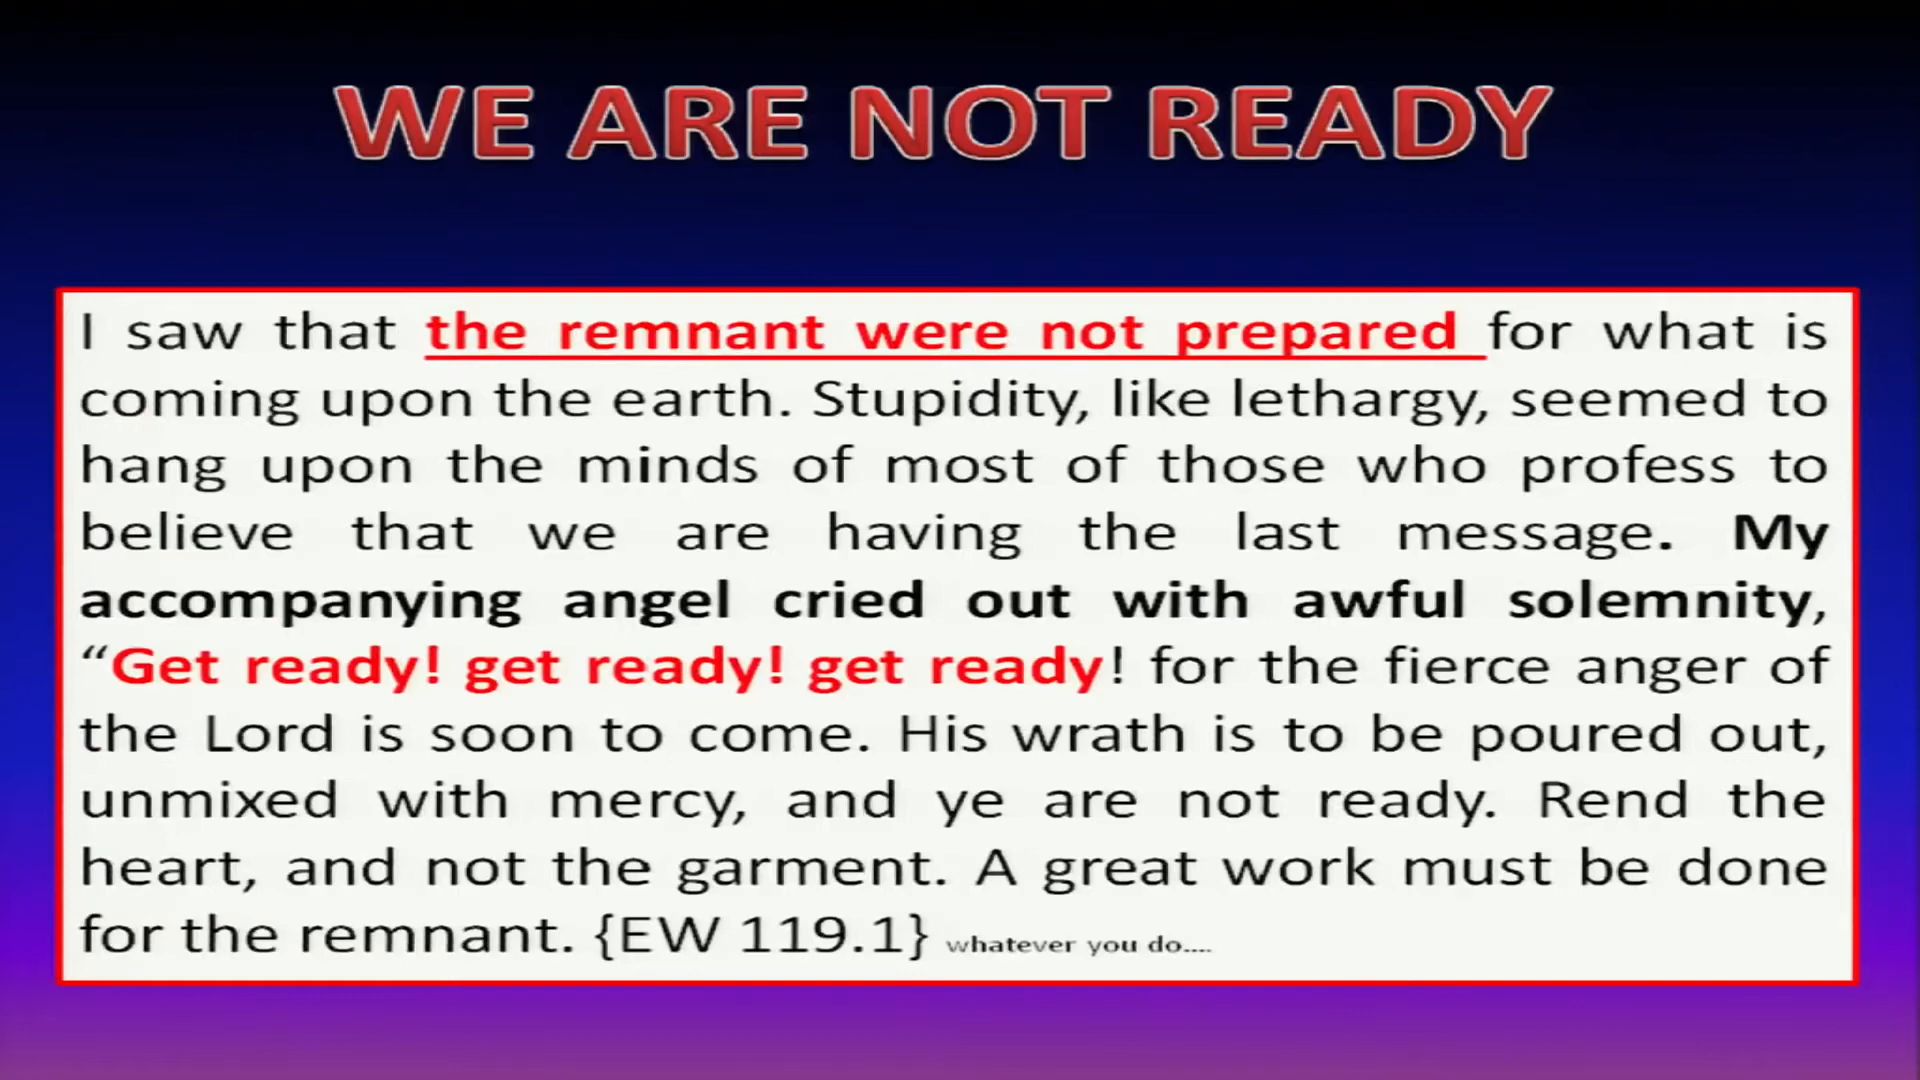 WE ARE NOT READY
I saw that the remnant were not prepared for what is
coming upon the earth. Stupidity, like lethargy, seemed to
hang upon the minds of most of those who profess to
believe that we are having the last message. My
accompanying angel cried out with awful solemnity,
“Get ready! get ready! get ready! for the fierce anger of
the Lord is soon to come. His wrath is to be poured out,
unmixed with mercy, and ye are not ready. Rend the
heart, and not the garment. A great work must be done
for the remnant. {EW 119.1} whatever you do....